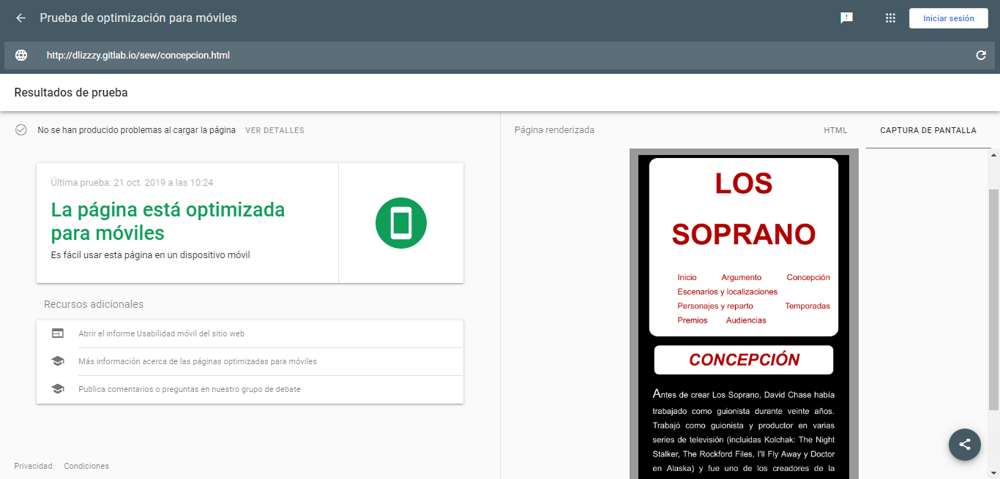 Prueba de optimización para móviles
Iniciar sesión
http://dlizzzy.gitlab.io/sew/concepcion.html
Resultados de prueba
No se han producido problemas al cargar la página VER DETALLES
Última prueba: 21 oct. 2019 a las 10:24
La página está optimizada
para móviles
Es fácil usar esta página en un dispositivo móvil
Recursos adicionales
Abrir el informe Usabilidad móvil del sitio web
Más información acerca de las páginas optimizadas para móviles
Publica comentarios o preguntas en nuestro grupo de debate
Privacidad Condiciones
Página renderizada HTML CAPTURA DE PANTALLA
LOS
SOPRANO
Inicio Argumento Concepción
Escenarios y localizaciones
Personajes y reparto Temporadas
Premios Audiencias
CONCEPCIÓN
Antes de crear Los Soprano, David Chase había
trabajado como guionista durante veinte años.
Trabajó como guionista y productor en varias
series de televisión (incluidas Kolchak: The Night
Stalker, The Rockford Files, I'll Fly Away y Doctor
en Alaska) y fue uno de los creadores de la